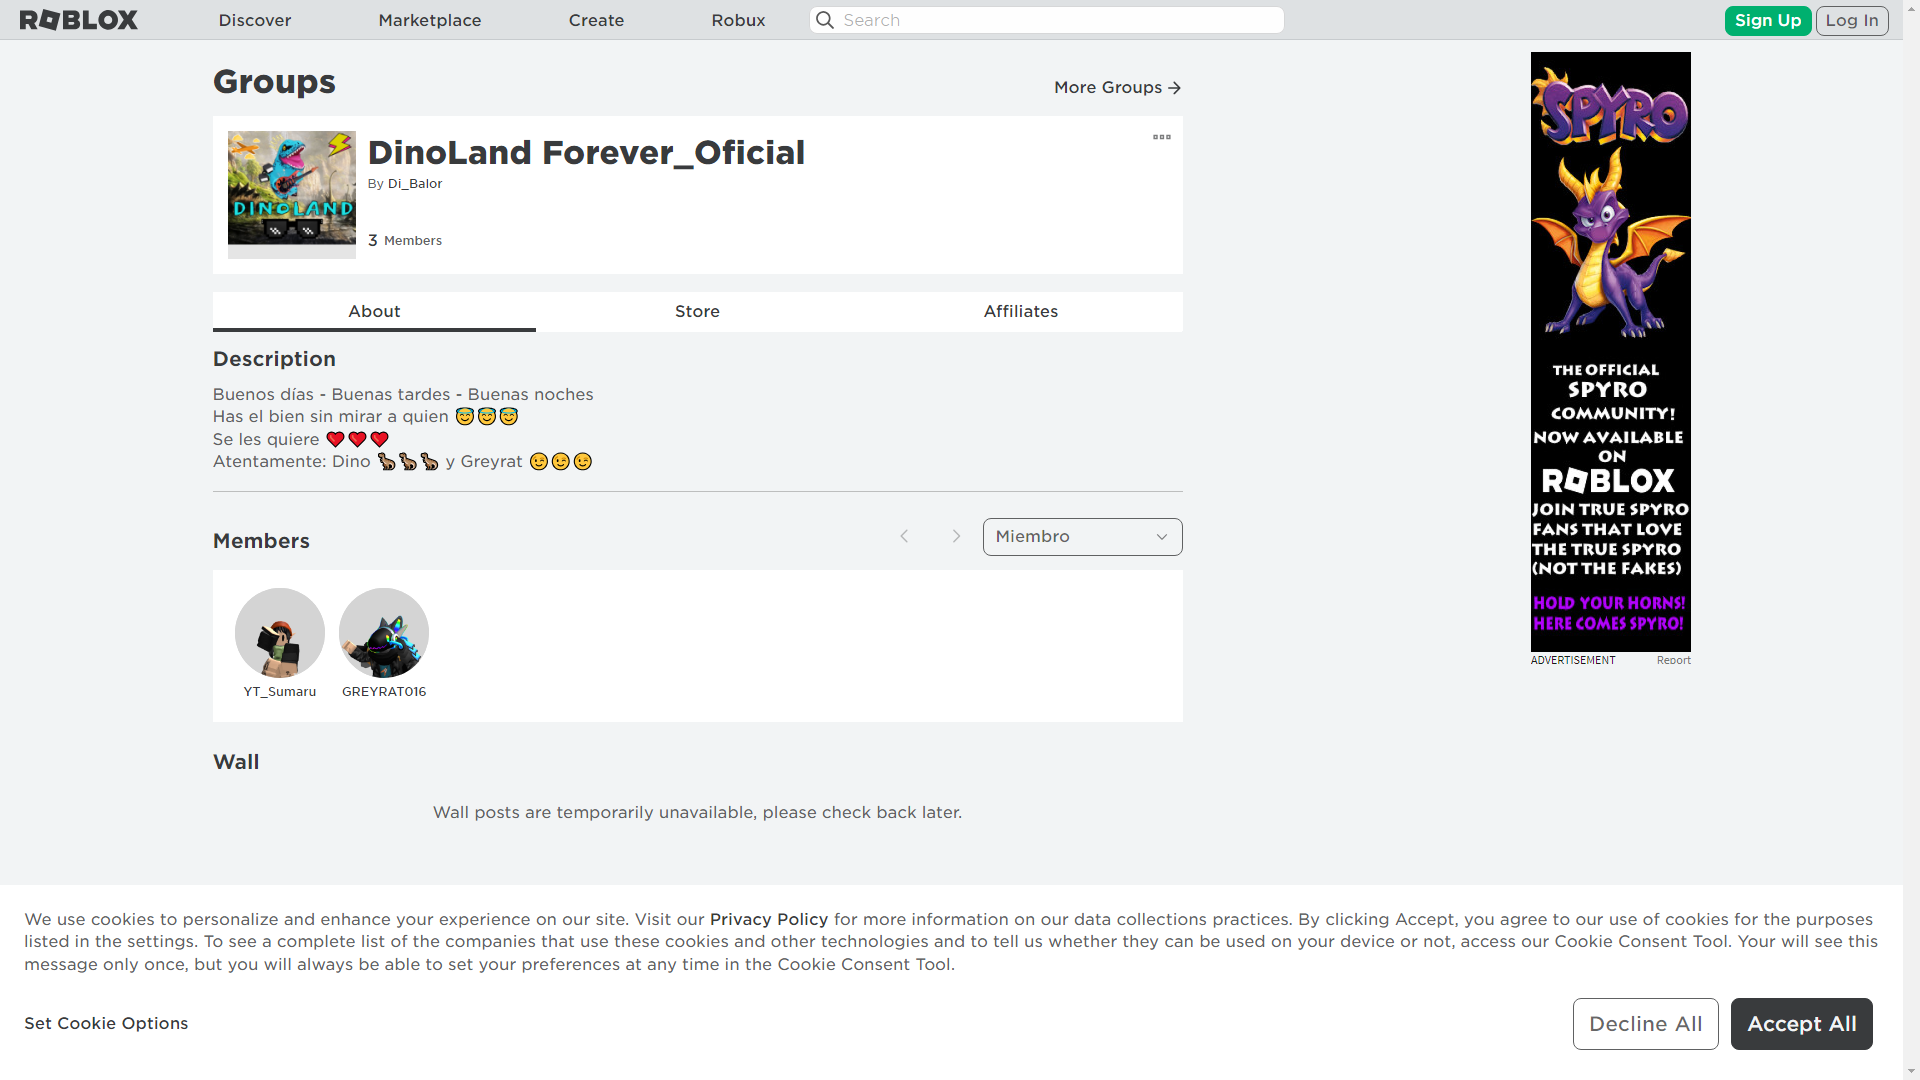 ROBLOX
Discover
Marketplace
Create
Robux
Search
Sign Up
Log In
Groups
More Groups
DINOLAND
DinoLand Forever_Oficial
By Di_Balor
3 Members
About
Store
Affiliates
Description
Buenos días - Buenas tardes - Buenas noches
Has el bien sin mirar a quien 😇😇😇
Se les quiere ❤️❤️❤️
Atentamente: Dino 🦕🦕🦕 y Greyrat 😉😉😉
Members
Miembro
YT_Sumaru
GREYRAT016
Wall
Wall posts are temporarily unavailable, please check back later.
SPYRO
THE OFFICIAL
SPYRO
COMMUNITY!
NOW AVAILABLE
ON
ROBLOX
JOIN TRUE SPYRO
FANS THAT LOVE
THE TRUE SPYRO
(NOT THE FAKES)
HOLD YOUR HORNS!
HERE COMES SPYRO!
ADVERTISEMENT
Report
We use cookies to personalize and enhance your experience on our site. Visit our Privacy Policy for more information on our data collections practices. By clicking Accept, you agree to our use of cookies for the purposes
listed in the settings. To see a complete list of the companies that use these cookies and other technologies and to tell us whether they can be used on your device or not, access our Cookie Consent Tool. Your will see this
message only once, but you will always be able to set your preferences at any time in the Cookie Consent Tool.
Set Cookie Options
Decline All
Accept All